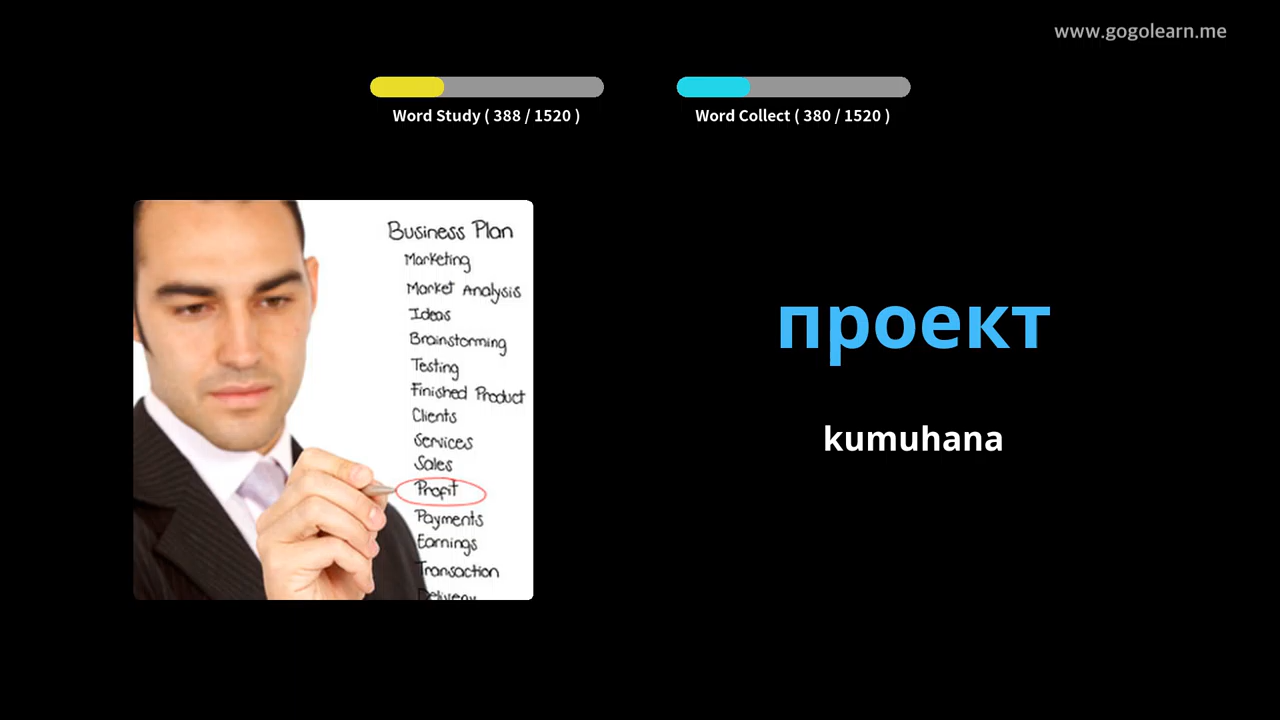 www.gogolearn.me
Word Study ( 388 / 1520 )
Word Collect ( 380 / 1520 )
Business Plan
Marketing
Market Analysis
Ideas
Brainstorming
Testing
Finished Product
Clients
Services
Sales
Profit
Payments
Earnings
Transaction
Delivery
проект
kumuhana